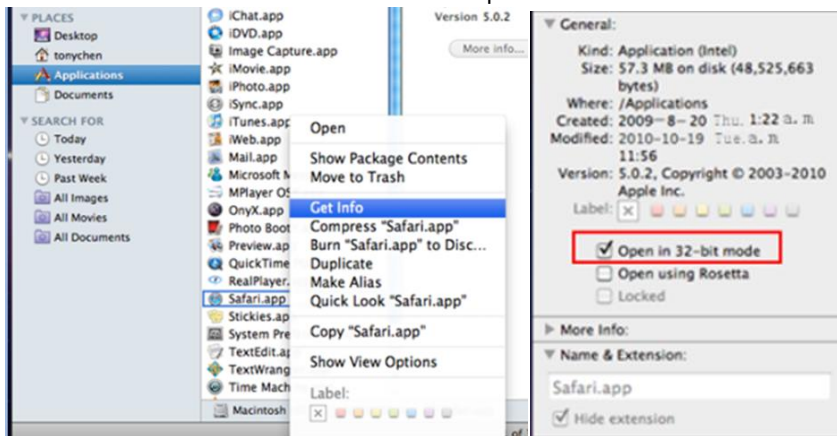 PLACES
Desktop
tonychen
Applications
Documents
SEARCH FOR
Today
Yesterday
Past Week
All Images
All Movies
All Documents
iChat.app
iDVD.app
Image Capture.app
iMovie.app
iPhoto.app
iSync.app
iTunes.app
iWeb.app
Mail.app
Microsoft M
MPlayer OS
OnyX.app
Photo Boot
Preview.app
QuickTime
RealPlayer.
Safari.app
Stickies.ap
System Pre
TextEdit.ap
TextWrang
Time Mach
Macintosh
Version 5.0.2
More info...
of
Open
Show Package Contents
Move to Trash
Get Info
Compress "Safari.app"
Burn "Safari.app" to Disc...
Duplicate
Make Alias
Quick Look "Safari.app"
Copy "Safari.app"
Show View Options
Label:
General:
Kind: Application (Intel)
Size: 57.3 MB on disk (48,525,663
bytes)
Where: /Applications
Created: 2009-8-20 Thu. 1:22 a. m
Modified: 2010-10-19 Tue. a. m
11:56
Version: 5.0.2, Copyright © 2003-2010
Apple Inc.
Label:
Open in 32-bit mode
Open using Rosetta
Locked
More Info:
Name & Extension:
Safari.app
Hide extension